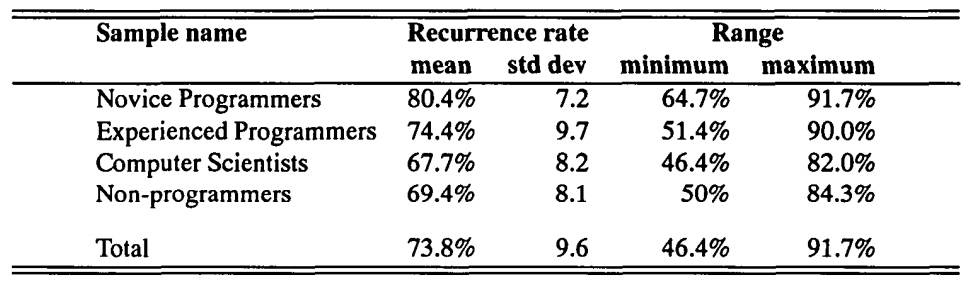 Sample name Recurrence rate Range
mean std dev minimum maximum
Novice Programmers 80.4% 7.2 64.7% 91.7%
Experienced Programmers 74.4% 9.7 51.4% 90.0%
Computer Scientists 67.7% 8.2 46.4% 82.0%
Non-programmers 69.4% 8.1 50% 84.3%
Total 73.8% 9.6 46.4% 91.7%